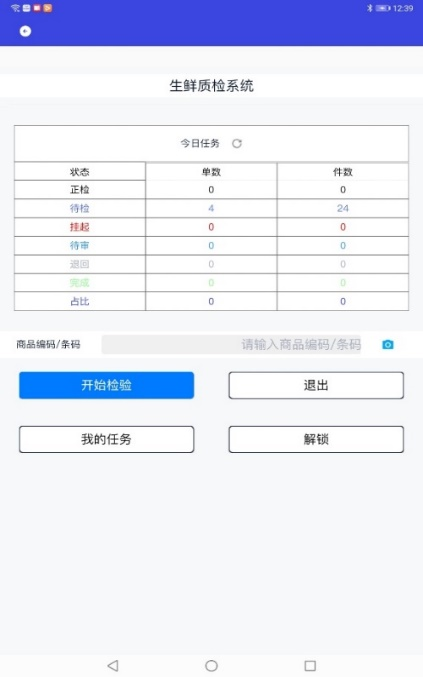 12:39
生鲜质检系统
今日任务
状态 单数 件数
正检 0 0
待检 4 24
挂起 0 0
待审 0 0
退回 0 0
完成 0 0
占比 0 0
商品编码/条码 请输入商品编码/条码
开始检验 退出
我的任务 解锁